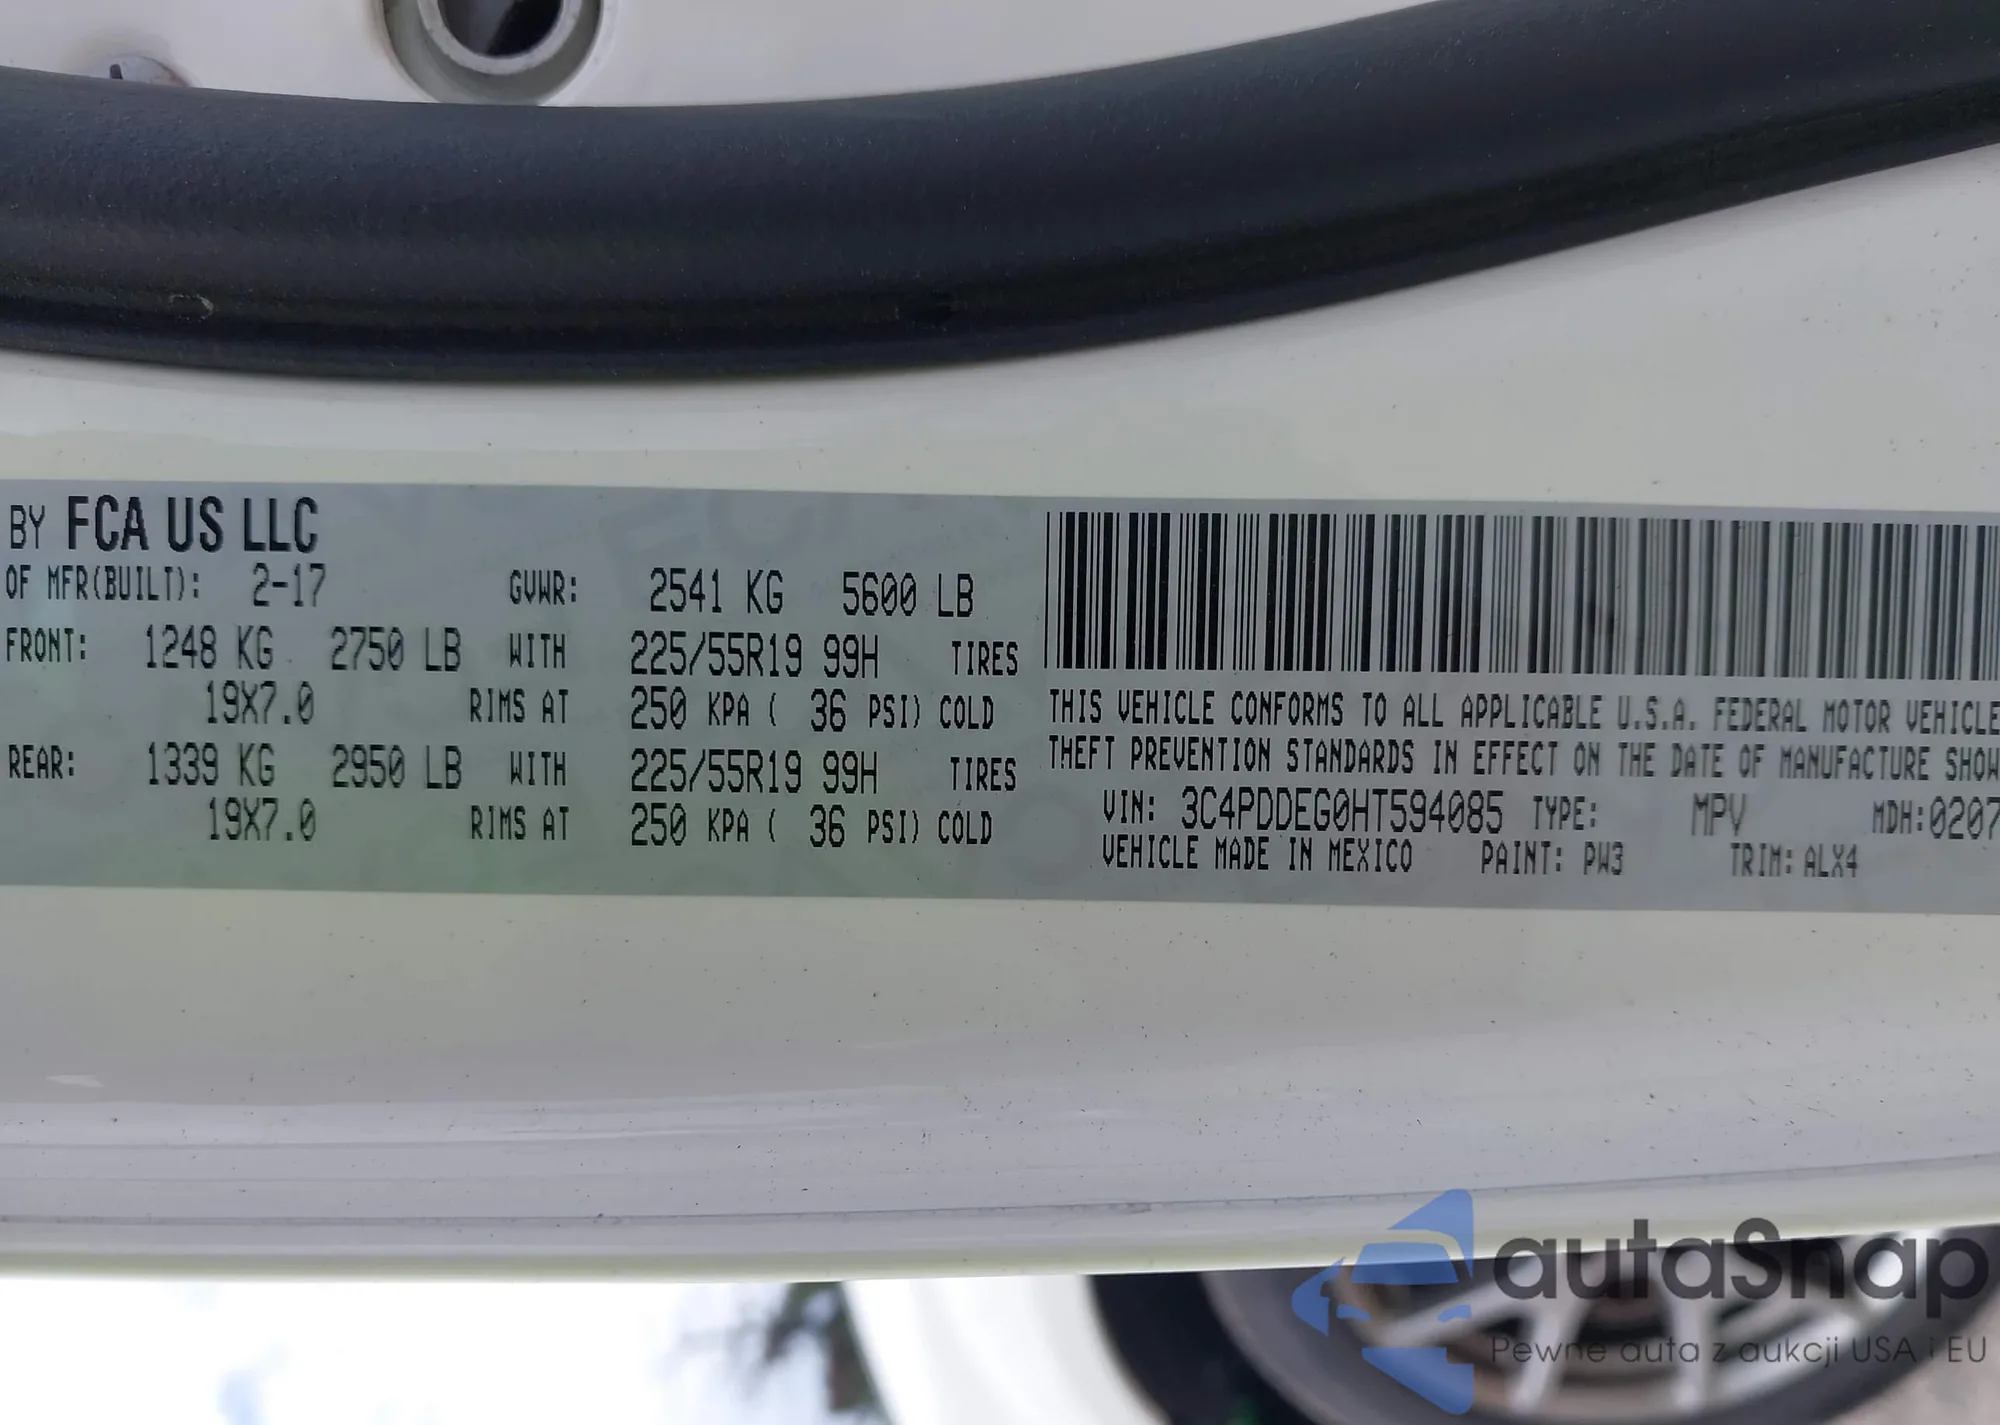 BY FCA US LLC
OF MFR(BUILT): 2-17 GVWR: 2541 KG 5600 LB
FRONT: 1248 KG 2750 LB WITH 225/55R19 99H TIRES
19X7.0 RIMS AT 250 KPA ( 36 PSI) COLD
REAR: 1339 KG 2950 LB WITH 225/55R19 99H TIRES
19X7.0 RIMS AT 250 KPA ( 36 PSI) COLD
THIS VEHICLE CONFORMS TO ALL APPLICABLE U.S.A. FEDERAL MOTOR VEHICLE
THEFT PREVENTION STANDARDS IN EFFECT ON THE DATE OF MANUFACTURE SHOW
VIN: 3C4PDDEG0HT594085 TYPE: MPV MDH:0207
VEHICLE MADE IN MEXICO PAINT: PW3 TRIM: ALX4
autaSnap
Pewne auta z aukcji USA i EU